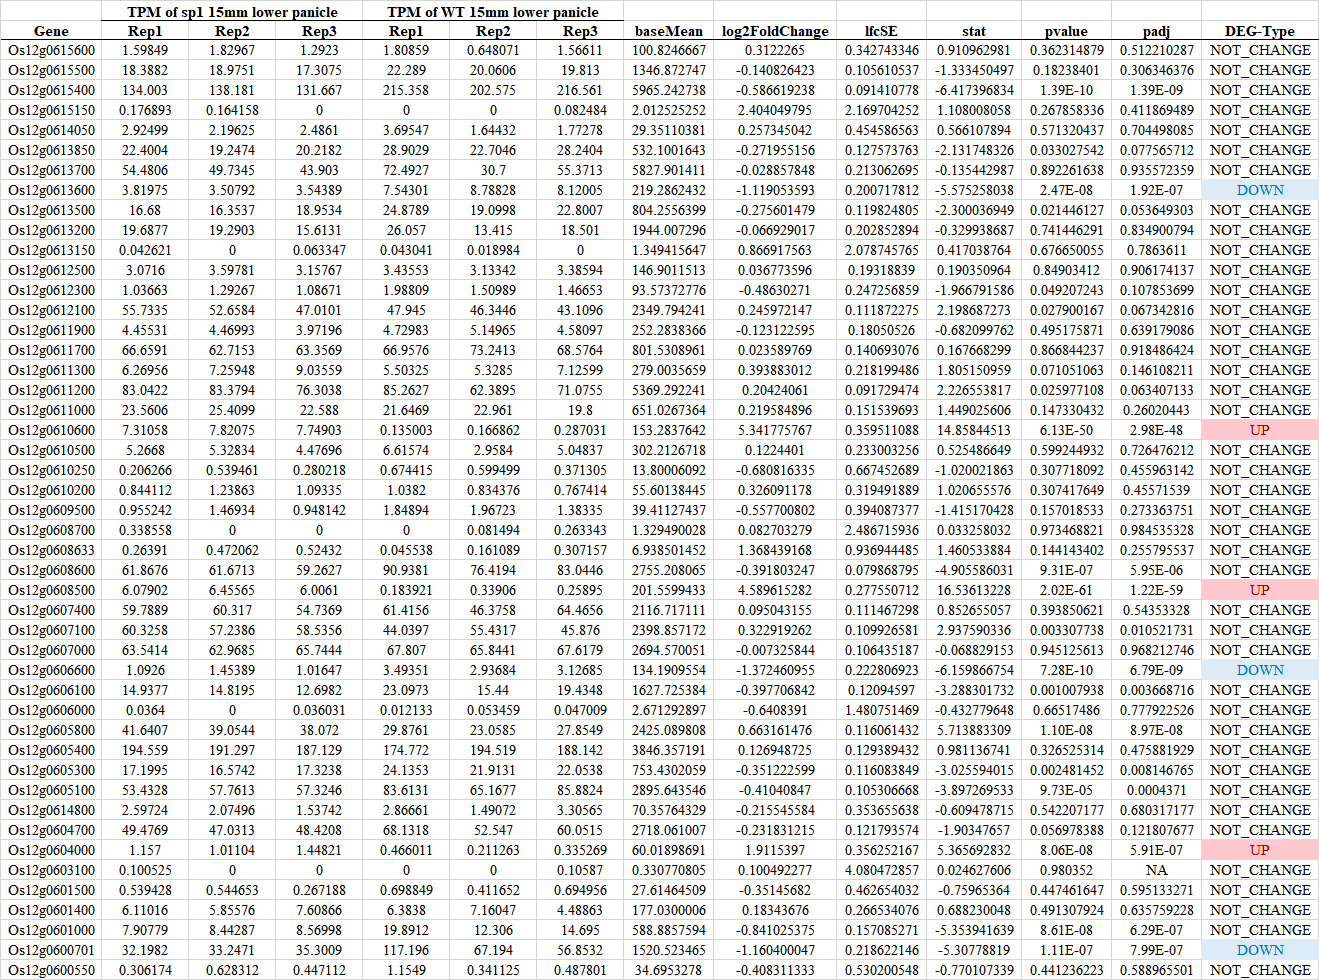 TPM of sp1 15mm lower panicle TPM of WT 15mm lower panicle
Gene Rep1 Rep2 Rep3 Rep1 Rep2 Rep3 baseMean log2FoldChange lfcSE stat pvalue padj DEG-Type
Os12g0615600 1.59849 1.82967 1.2923 1.80859 0.648071 1.56611 100.8246667 0.3122265 0.342743346 0.910962981 0.362314879 0.512210287 NOT_CHANGE
Os12g0615500 18.3882 18.9751 17.3075 22.289 20.0606 19.813 1346.872747 -0.140826423 0.105610537 -1.333450497 0.18238401 0.306346376 NOT_CHANGE
Os12g0615400 134.003 138.181 131.667 215.358 202.575 216.561 5965.242738 -0.586619238 0.091410778 -6.417396834 1.39E-10 1.39E-09 NOT_CHANGE
Os12g0615150 0.176893 0.164158 0 0 0 0.082484 2.012525252 2.404049795 2.169704252 1.108008058 0.267858336 0.411869489 NOT_CHANGE
Os12g0614050 2.92499 2.19625 2.4861 3.69547 1.64432 1.77278 29.35110381 0.257345042 0.454586563 0.566107894 0.571320437 0.704498085 NOT_CHANGE
Os12g0613850 22.4004 19.2474 20.2182 28.9029 22.7046 28.2404 532.1001643 -0.271955156 0.127573763 -2.131748326 0.033027542 0.077565712 NOT_CHANGE
Os12g0613700 54.4806 49.7345 43.903 72.4927 30.7 55.3713 5827.901411 -0.028857848 0.213062695 -0.135442987 0.892261638 0.935572359 NOT_CHANGE
Os12g0613600 3.81975 3.50792 3.54389 7.54301 8.78828 8.12005 219.2862432 -1.119053593 0.200717812 -5.575258038 2.47E-08 1.92E-07 DOWN
Os12g0613500 16.68 16.3537 18.9534 24.8789 19.0998 22.8007 804.2556399 -0.275601479 0.119824805 -2.300036949 0.021446127 0.053649303 NOT_CHANGE
Os12g0613200 19.6877 19.2903 15.6131 26.057 13.415 18.501 1944.007296 -0.066929017 0.202852894 -0.329938687 0.741446291 0.834900794 NOT_CHANGE
Os12g0613150 0.042621 0 0.063347 0.043041 0.018984 0 1.349415647 0.866917563 2.078745765 0.417038764 0.676650055 0.7863611 NOT_CHANGE
Os12g0612500 3.0716 3.59781 3.15767 3.43553 3.13342 3.38594 146.9011513 0.036773596 0.19318839 0.190350964 0.84903412 0.906174137 NOT_CHANGE
Os12g0612300 1.03663 1.29267 1.08671 1.98809 1.50989 1.46653 93.57372776 -0.48630271 0.247256859 -1.966791586 0.049207243 0.107853699 NOT_CHANGE
Os12g0612100 55.7335 52.6584 47.0101 47.945 46.3446 43.1096 2349.794241 0.245972147 0.111872275 2.198687273 0.027900167 0.067342816 NOT_CHANGE
Os12g0611900 4.45531 4.46993 3.97196 4.72983 5.14965 4.58097 252.2838366 -0.123122595 0.18050526 -0.682099762 0.495175871 0.639179086 NOT_CHANGE
Os12g0611700 66.6591 62.7153 63.3569 66.9576 73.2413 68.5764 801.5308961 0.023589769 0.140693076 0.167668299 0.866844237 0.918486424 NOT_CHANGE
Os12g0611300 6.26956 7.25948 9.03559 5.50325 5.3285 7.12599 279.0035659 0.393883012 0.218199486 1.805150959 0.071051063 0.146108211 NOT_CHANGE
Os12g0611200 83.0422 83.3794 76.3038 85.2627 62.3895 71.0755 5369.292241 0.20424061 0.091729474 2.226553817 0.025977108 0.063407133 NOT_CHANGE
Os12g0611000 23.5606 25.4099 22.588 21.6469 22.961 19.8 651.0267364 0.219584896 0.151539693 1.449025606 0.147330432 0.26020443 NOT_CHANGE
Os12g0610600 7.31058 7.82075 7.74903 0.135003 0.166862 0.287031 153.2837642 5.341775767 0.359511088 14.85844513 6.13E-50 2.98E-48 UP
Os12g0610500 5.2668 5.32834 4.47696 6.61574 2.9584 5.04837 302.2126718 0.1224401 0.233003256 0.525486649 0.599244932 0.726476212 NOT_CHANGE
Os12g0610250 0.206266 0.539461 0.280218 0.674415 0.599499 0.371305 13.80006092 -0.680816335 0.667452689 -1.020021863 0.307718092 0.455963142 NOT_CHANGE
Os12g0610200 0.844112 1.23863 1.09335 1.0382 0.834376 0.767414 55.60138445 0.326091178 0.319491889 1.020655576 0.307417649 0.45571539 NOT_CHANGE
Os12g0609500 0.955242 1.46934 0.948142 1.84894 1.96723 1.38335 39.41127437 -0.557700802 0.394087377 -1.415170428 0.157018533 0.273363751 NOT_CHANGE
Os12g0608700 0.338558 0 0 0 0.081494 0.263343 1.329490028 0.082703279 2.486715936 0.033258032 0.973468821 0.984535328 NOT_CHANGE
Os12g0608633 0.26391 0.472062 0.52432 0.045538 0.161089 0.307157 6.938501452 1.368439168 0.936944485 1.460533884 0.144143402 0.255795537 NOT_CHANGE
Os12g0608600 61.8676 61.6713 59.2627 90.9381 76.4194 83.0446 2755.208065 -0.391803247 0.079868795 -4.905586031 9.31E-07 5.95E-06 NOT_CHANGE
Os12g0608500 6.07902 6.45565 6.0061 0.183921 0.33906 0.25895 201.5599433 4.589615282 0.277550712 16.53613228 2.02E-61 1.22E-59 UP
Os12g0607400 59.7889 60.317 54.7369 61.4156 46.3758 64.4656 2116.717111 0.095043155 0.111467298 0.852655057 0.393850621 0.54353328 NOT_CHANGE
Os12g0607100 60.3258 57.2386 58.5356 44.0397 55.4317 45.876 2398.857172 0.322919262 0.109926581 2.937590336 0.003307738 0.010521731 NOT_CHANGE
Os12g0607000 63.5414 62.9685 65.7444 67.807 65.8441 67.6179 2694.570051 -0.007325844 0.106435187 -0.068829153 0.945125613 0.968212746 NOT_CHANGE
Os12g0606600 1.0926 1.45389 1.01647 3.49351 2.93684 3.12685 134.1909554 -1.372460955 0.222806923 -6.159866754 7.28E-10 6.79E-09 DOWN
Os12g0606100 14.9377 14.8195 12.6982 23.0973 15.44 19.4348 1627.725384 -0.397706842 0.12094597 -3.288301732 0.001007938 0.003668716 NOT_CHANGE
Os12g0606000 0.0364 0 0.036031 0.012133 0.053459 0.047009 2.671292897 -0.6408391 1.480751469 -0.432779648 0.66517486 0.777922526 NOT_CHANGE
Os12g0605800 41.6407 39.0544 38.072 29.8761 23.0585 27.8549 2425.089808 0.663161476 0.116061432 5.713883309 1.10E-08 8.97E-08 NOT_CHANGE
Os12g0605400 194.559 191.297 187.129 174.772 194.519 188.142 3846.357191 0.126948725 0.129389432 0.981136741 0.326525314 0.475881929 NOT_CHANGE
Os12g0605300 17.1995 16.5742 17.3238 24.1353 21.9131 22.0538 753.4302059 -0.351222599 0.116083849 -3.025594015 0.002481452 0.008146765 NOT_CHANGE
Os12g0605100 53.4328 57.7613 57.3246 83.6131 65.1677 85.8824 2895.643546 -0.41040847 0.105306668 -3.897269533 9.73E-05 0.0004371 NOT_CHANGE
Os12g0614800 2.59724 2.07496 1.53742 2.86661 1.49072 3.30565 70.35764329 -0.215545584 0.353655638 -0.609478715 0.542207177 0.680317177 NOT_CHANGE
Os12g0604700 49.4769 47.0313 48.4208 68.1318 52.547 60.0515 2718.061007 -0.231831215 0.121793574 -1.90347657 0.056978388 0.121807677 NOT_CHANGE
Os12g0604000 1.157 1.01104 1.44821 0.466011 0.211263 0.335269 60.01898691 1.9115397 0.356252167 5.365692832 8.06E-08 5.91E-07 UP
Os12g0603100 0.100525 0 0 0 0 0.10587 0.330770805 0.100492277 4.080472857 0.024627606 0.980352 NA NOT_CHANGE
Os12g0601500 0.539428 0.544653 0.267188 0.698849 0.411652 0.694956 27.61464509 -0.35145682 0.462654032 -0.75965364 0.447461647 0.595133271 NOT_CHANGE
Os12g0601400 6.11016 5.85576 7.60866 6.3838 7.16047 4.48863 177.0300006 0.18343676 0.266534076 0.688230048 0.491307924 0.635759228 NOT_CHANGE
Os12g0601000 7.90779 8.44287 8.56998 19.8912 12.306 14.695 588.8857594 -0.841025375 0.157085271 -5.353941639 8.61E-08 6.29E-07 NOT_CHANGE
Os12g0600701 32.1982 33.2471 35.3009 117.196 67.194 56.8532 1520.523465 -1.160400047 0.218622146 -5.30778819 1.11E-07 7.99E-07 DOWN
Os12g0600550 0.306174 0.628312 0.447112 1.1549 0.341125 0.487801 34.6953278 -0.408311333 0.530200548 -0.770107339 0.441236223 0.588965501 NOT_CHANGE